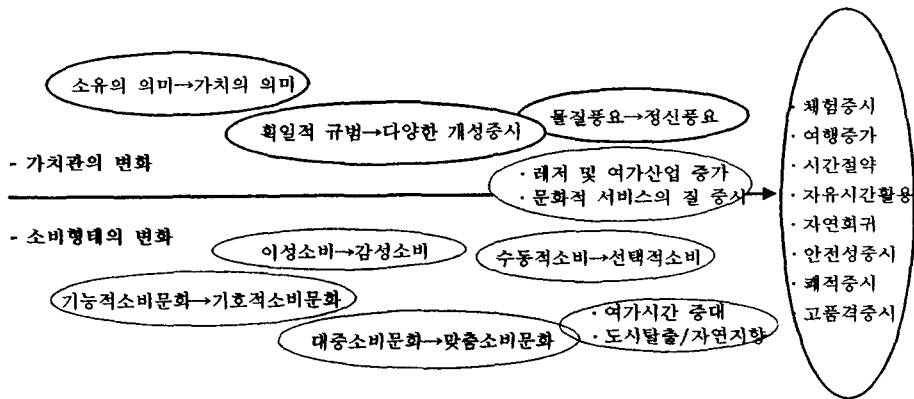 소유의 의미→가치의 의미
획일적 규범→다양한 개성중시
물질풍요→정신풍요
- 가치관의 변화
· 레저 및 여가산업 증가
· 문화적 서비스의 질 중시
- 소비형태의 변화
이성소비→감성소비
수동적소비→선택적소비
기능적소비문화→기호적소비문화
· 여가시간 증대
· 도시탈출/자연지향
대중소비문화→맞춤소비문화
· 체험중시
· 여행증가
· 시간절약
· 자유시간활용
· 자연회귀
· 안전성중시
· 쾌적중시
· 고품격중시